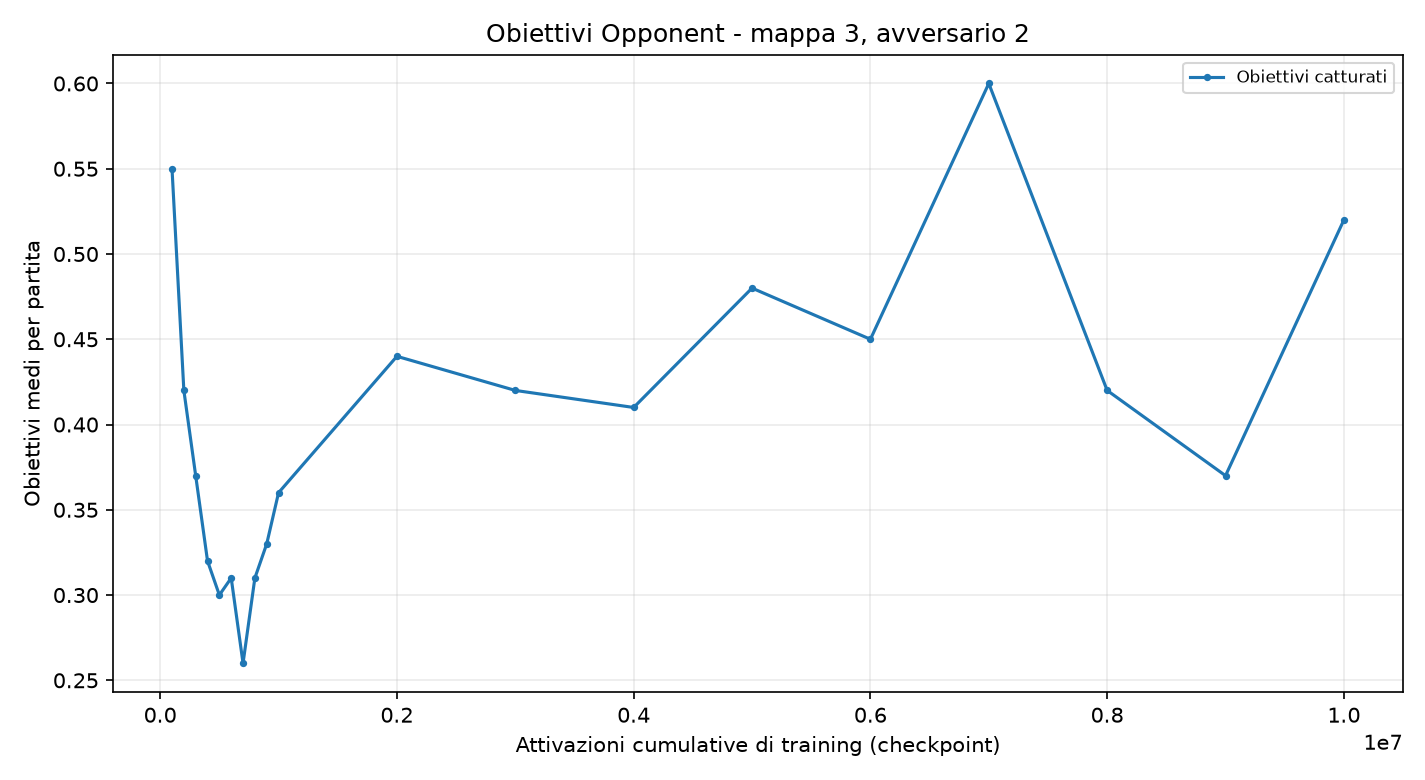 Obiettivi Opponent - mappa 3, avversario 2
Obiettivi catturati
Obiettivi medi per partita
0.60
0.55
0.50
0.45
0.40
0.35
0.30
0.25
0.0 0.2 0.4 0.6 0.8 1.0
1e7
Attivazioni cumulative di training (checkpoint)